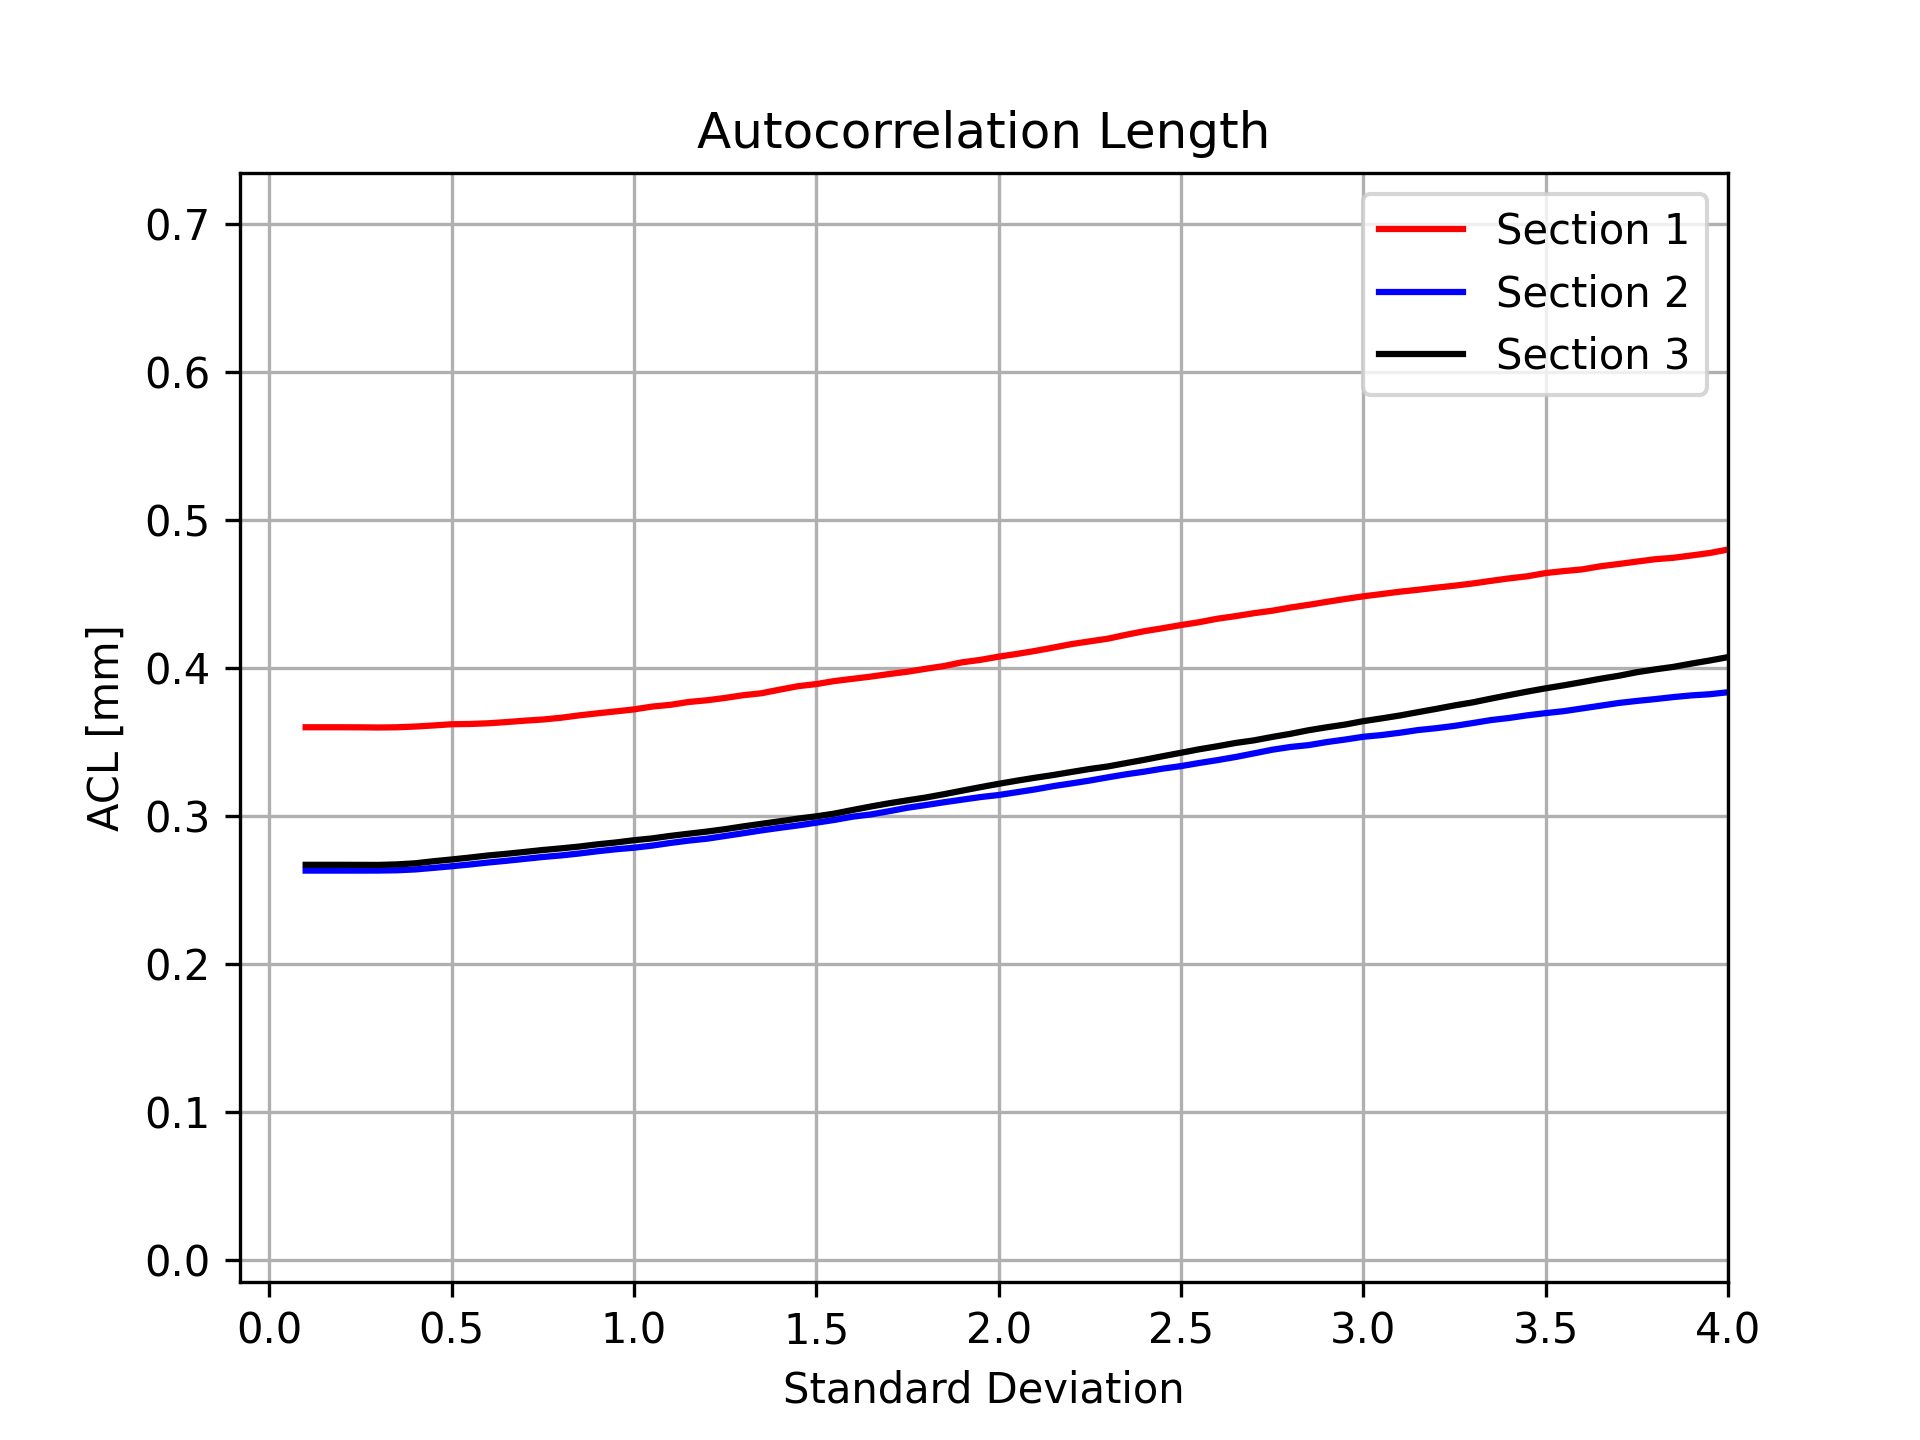 Autocorrelation Length
0.7
0.6
0.5
0.4
0.3
0.2
0.1
0.0
ACL [mm]
Section 1
Section 2
Section 3
0.0 0.5 1.0 1.5 2.0 2.5 3.0 3.5 4.0
Standard Deviation